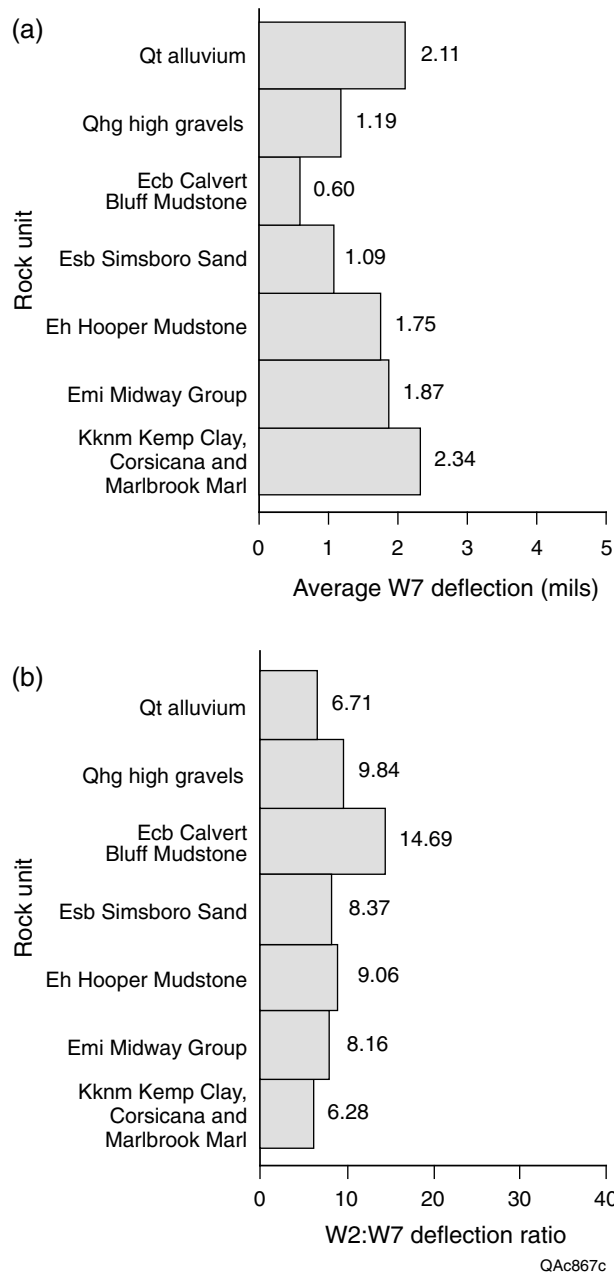 (a)
Qt alluvium
2.11
Qhg high gravels
1.19
Ecb Calvert
Bluff Mudstone
0.60
Esb Simsboro Sand
1.09
Eh Hooper Mudstone
1.75
Emi Midway Group
1.87
Kknm Kemp Clay,
Corsicana and
Marlbrook Marl
2.34
Rock unit
0 1 2 3 4 5
Average W7 deflection (mils)
(b)
Qt alluvium
6.71
Qhg high gravels
9.84
Ecb Calvert
Bluff Mudstone
14.69
Esb Simsboro Sand
8.37
Eh Hooper Mudstone
9.06
Emi Midway Group
8.16
Kknm Kemp Clay,
Corsicana and
Marlbrook Marl
6.28
Rock unit
0 10 20 30 40
W2:W7 deflection ratio
QAc867c